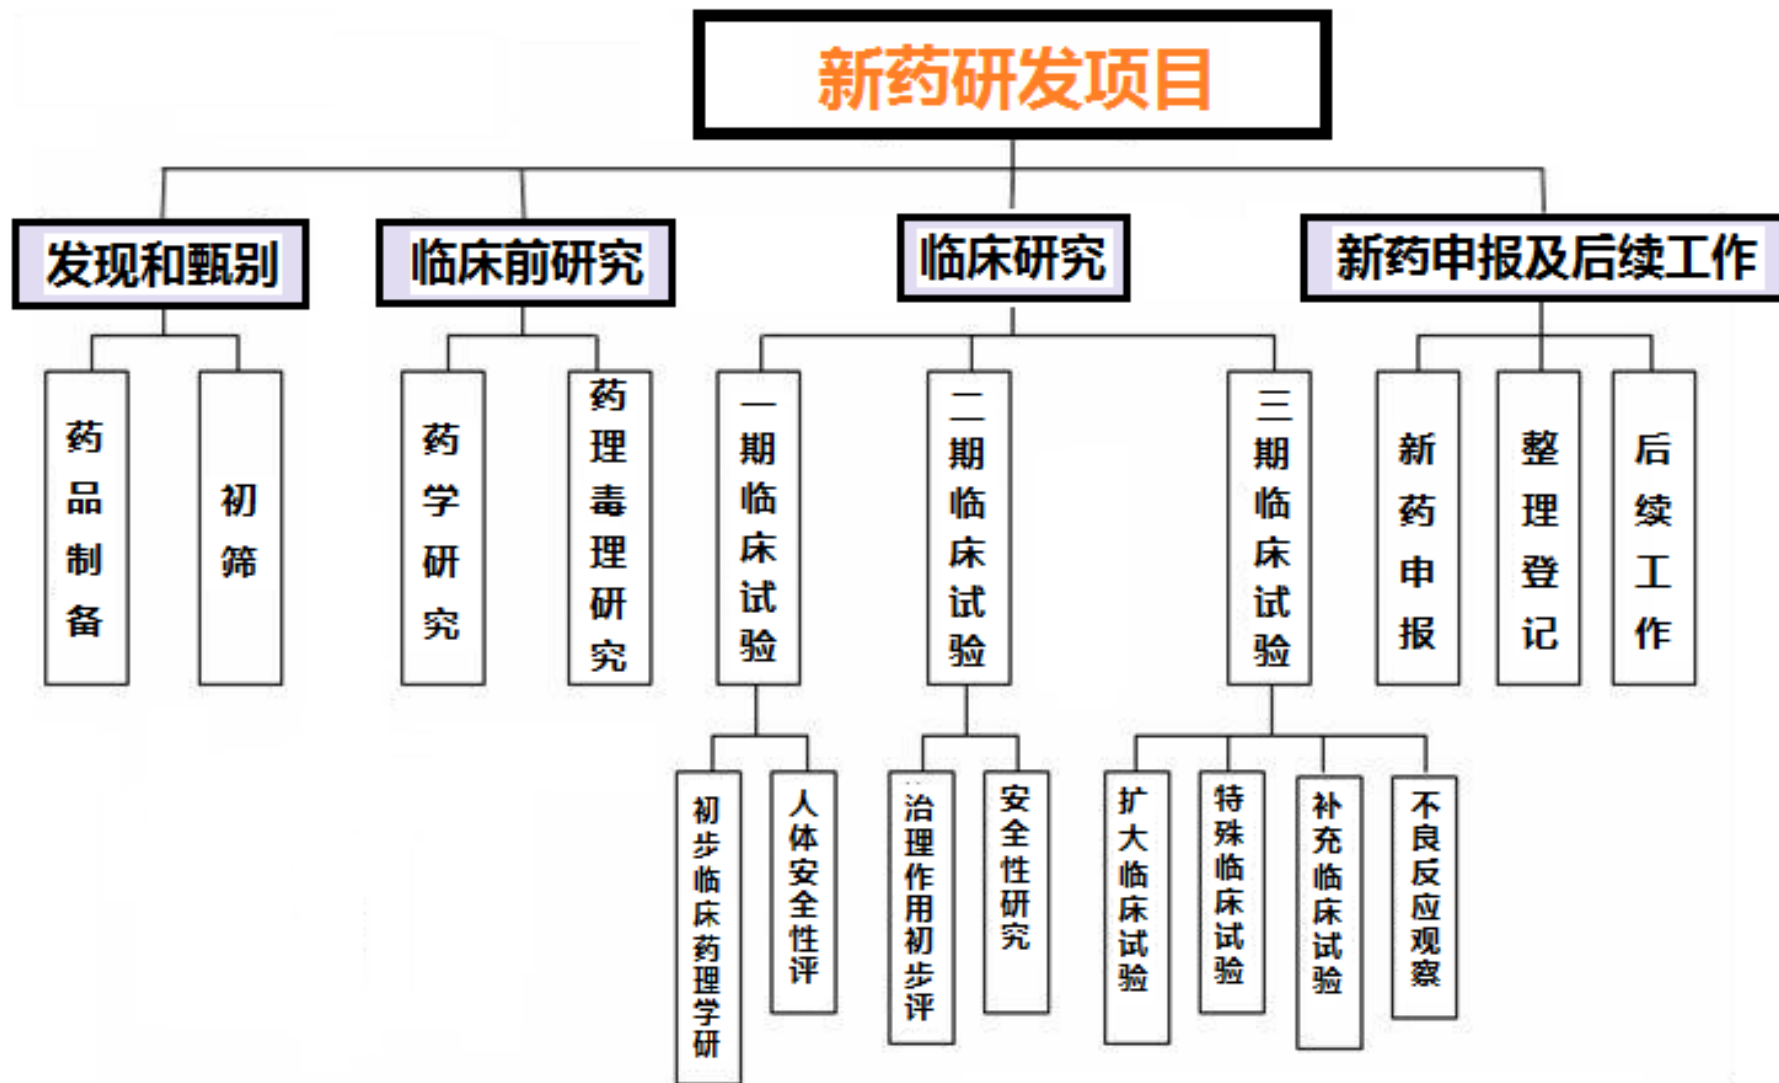 新药研发项目
发现和甄别
临床前研究
临床研究
新药申报及后续工作
药品制备
初筛
药学研究
药理毒理研究
一期临床试验
二期临床试验
三期临床试验
新药申报
整理登记
后续工作
初步临床药理学研
人体安全性评
治理作用初步评
安全性研究
扩大临床试验
特殊临床试验
补充临床试验
不良反应观察